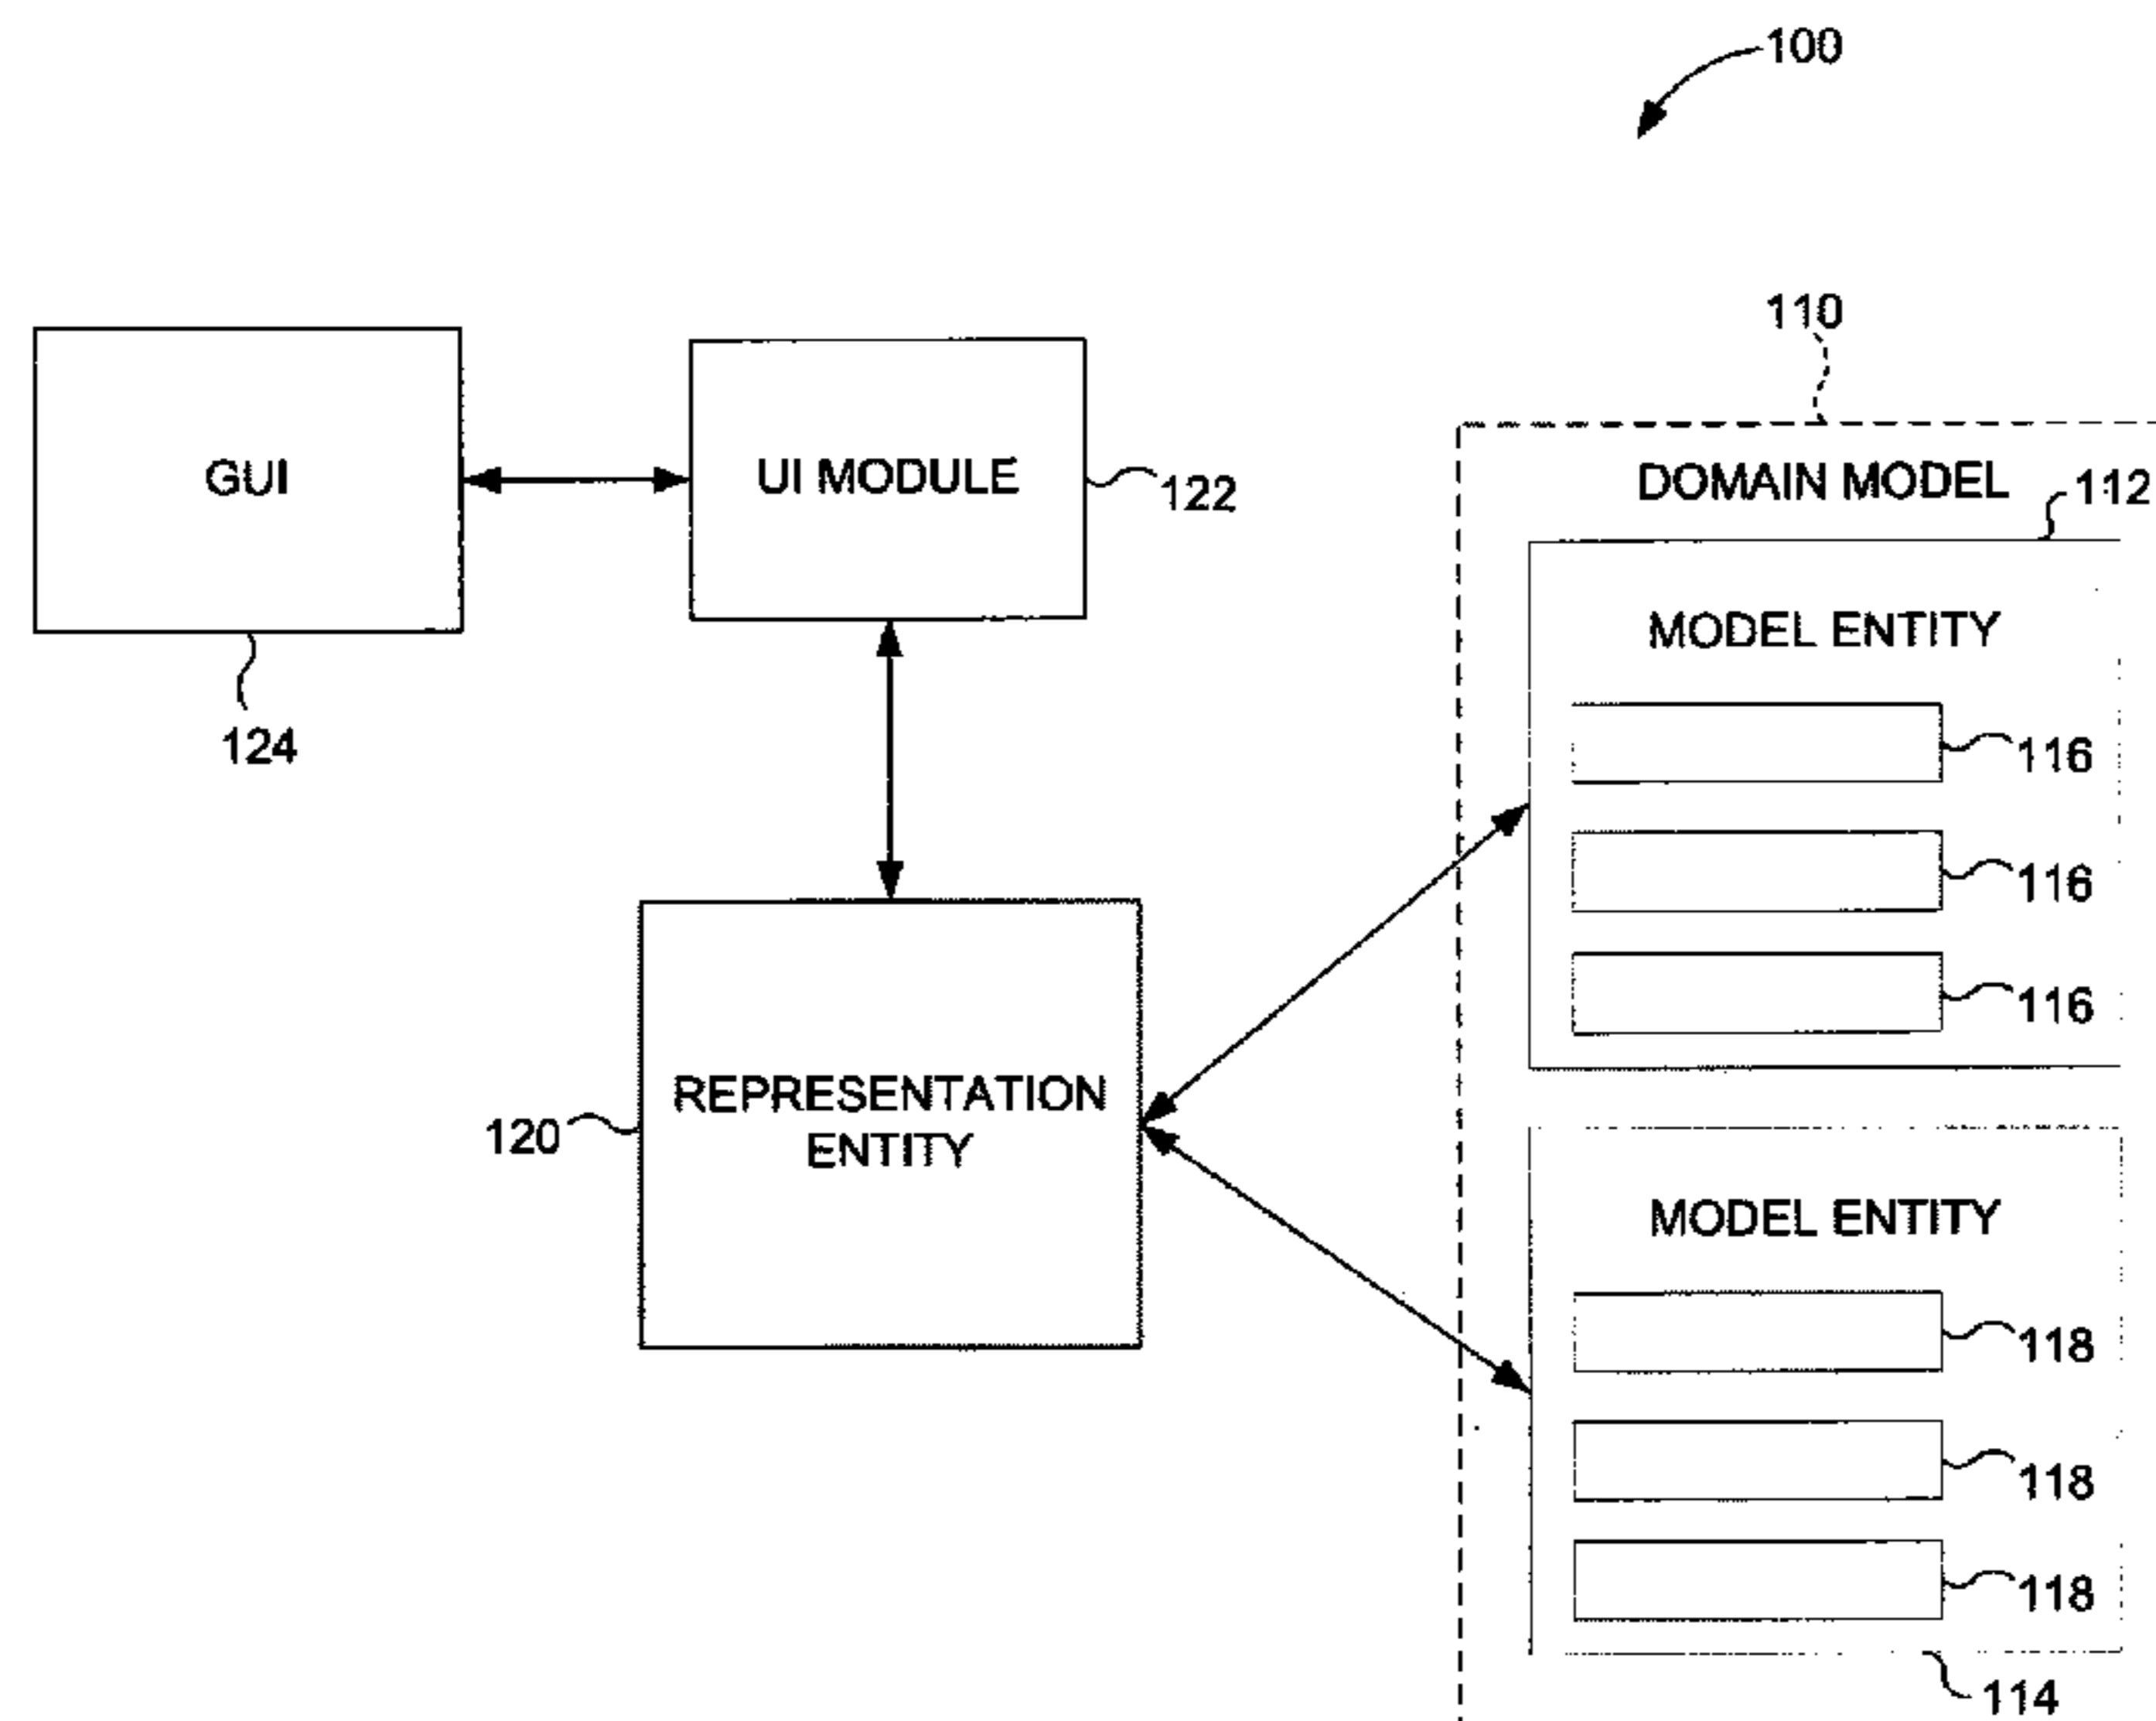 100
110
GUI
UI MODULE
122
DOMAIN MODEL
112
MODEL ENTITY
124
116
116
116
REPRESENTATION
ENTITY
120
MODEL ENTITY
118
118
118
114